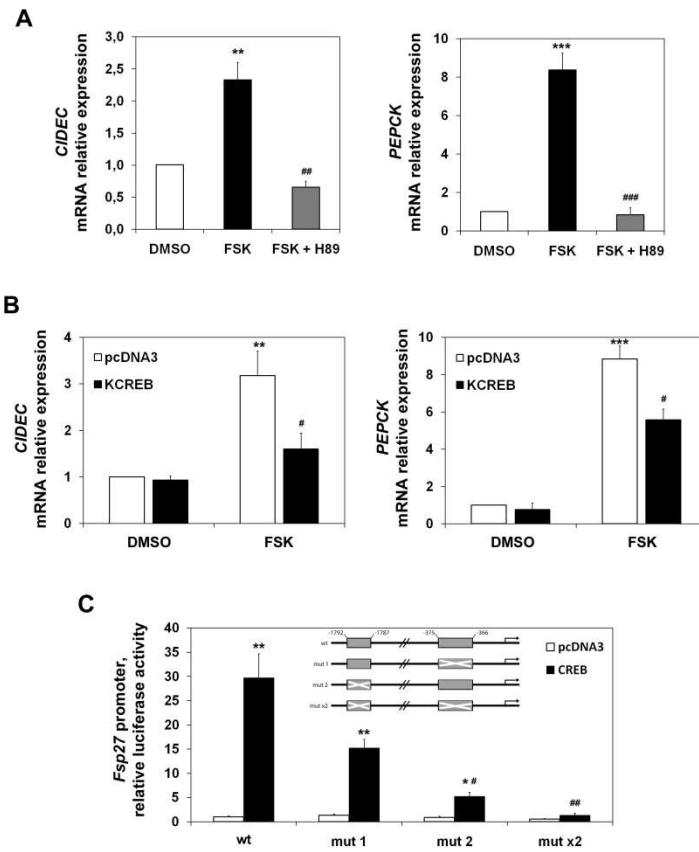 A
CIDEC
mRNA relative expression
3,0
2,5
2,0
1,5
1,0
0,5
0,0
**
##
DMSO
FSK
FSK + H89
PEPCK
mRNA relative expression
10
8
6
4
2
0
***
###
DMSO
FSK
FSK + H89
B
CIDEC
mRNA relative expression
4
3
2
1
0
pcDNA3
KCREB
**
#
DMSO
FSK
PEPCK
mRNA relative expression
10
8
6
4
2
0
pcDNA3
KCREB
***
#
DMSO
FSK
C
Fsp27 promoter,
relative luciferase activity
40
35
30
25
20
15
10
5
0
-1792
-1787
-375
-366
wt
mut 1
mut 2
mut x2
pcDNA3
CREB
**
**
* #
##
wt
mut 1
mut 2
mut x2